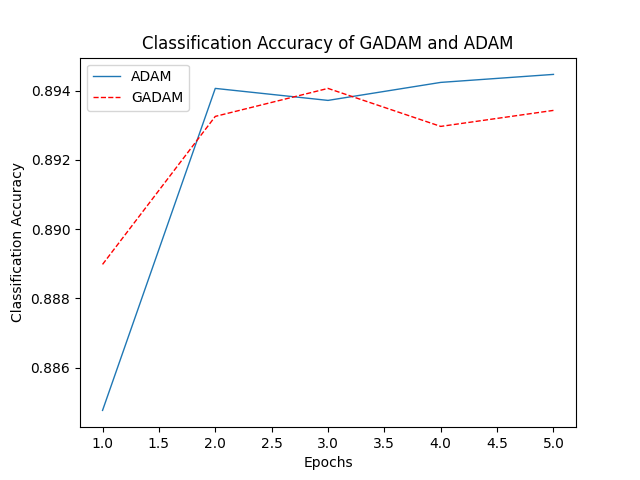 Classification Accuracy of GADAM and ADAM
ADAM
GADAM
0.894
0.892
0.890
0.888
0.886
Classification Accuracy
1.0 1.5 2.0 2.5 3.0 3.5 4.0 4.5 5.0
Epochs